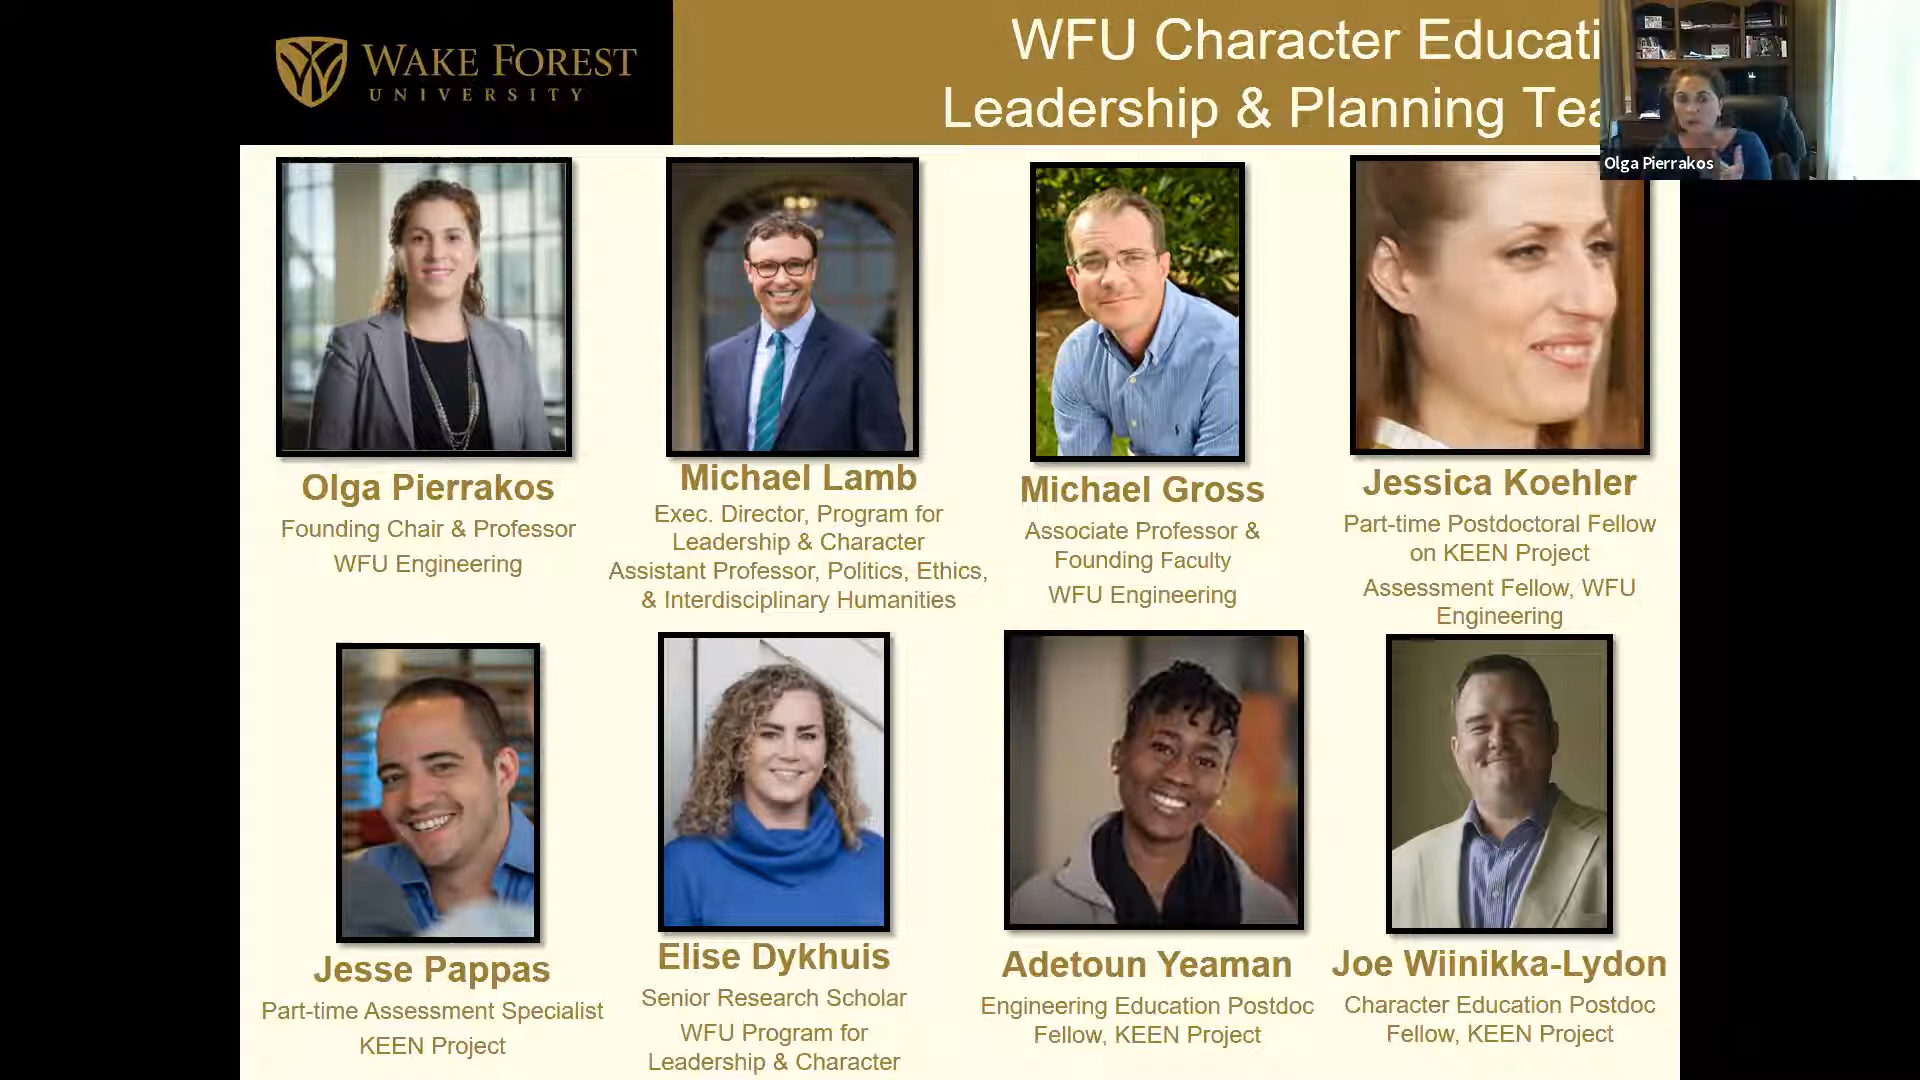 WAKE FOREST
UNIVERSITY
WFU Character Educati
Leadership & Planning Tea
Olga Pierrakos
Olga Pierrakos
Founding Chair & Professor
WFU Engineering
Michael Lamb
Exec. Director, Program for
Leadership & Character
Assistant Professor, Politics, Ethics,
& Interdisciplinary Humanities
Michael Gross
Associate Professor &
Founding Faculty
WFU Engineering
Jessica Koehler
Part-time Postdoctoral Fellow
on KEEN Project
Assessment Fellow, WFU
Engineering
Jesse Pappas
Part-time Assessment Specialist
KEEN Project
Elise Dykhuis
Senior Research Scholar
WFU Program for
Leadership & Character
Adetoun Yeaman
Engineering Education Postdoc
Fellow, KEEN Project
Joe Wiinikka-Lydon
Character Education Postdoc
Fellow, KEEN Project